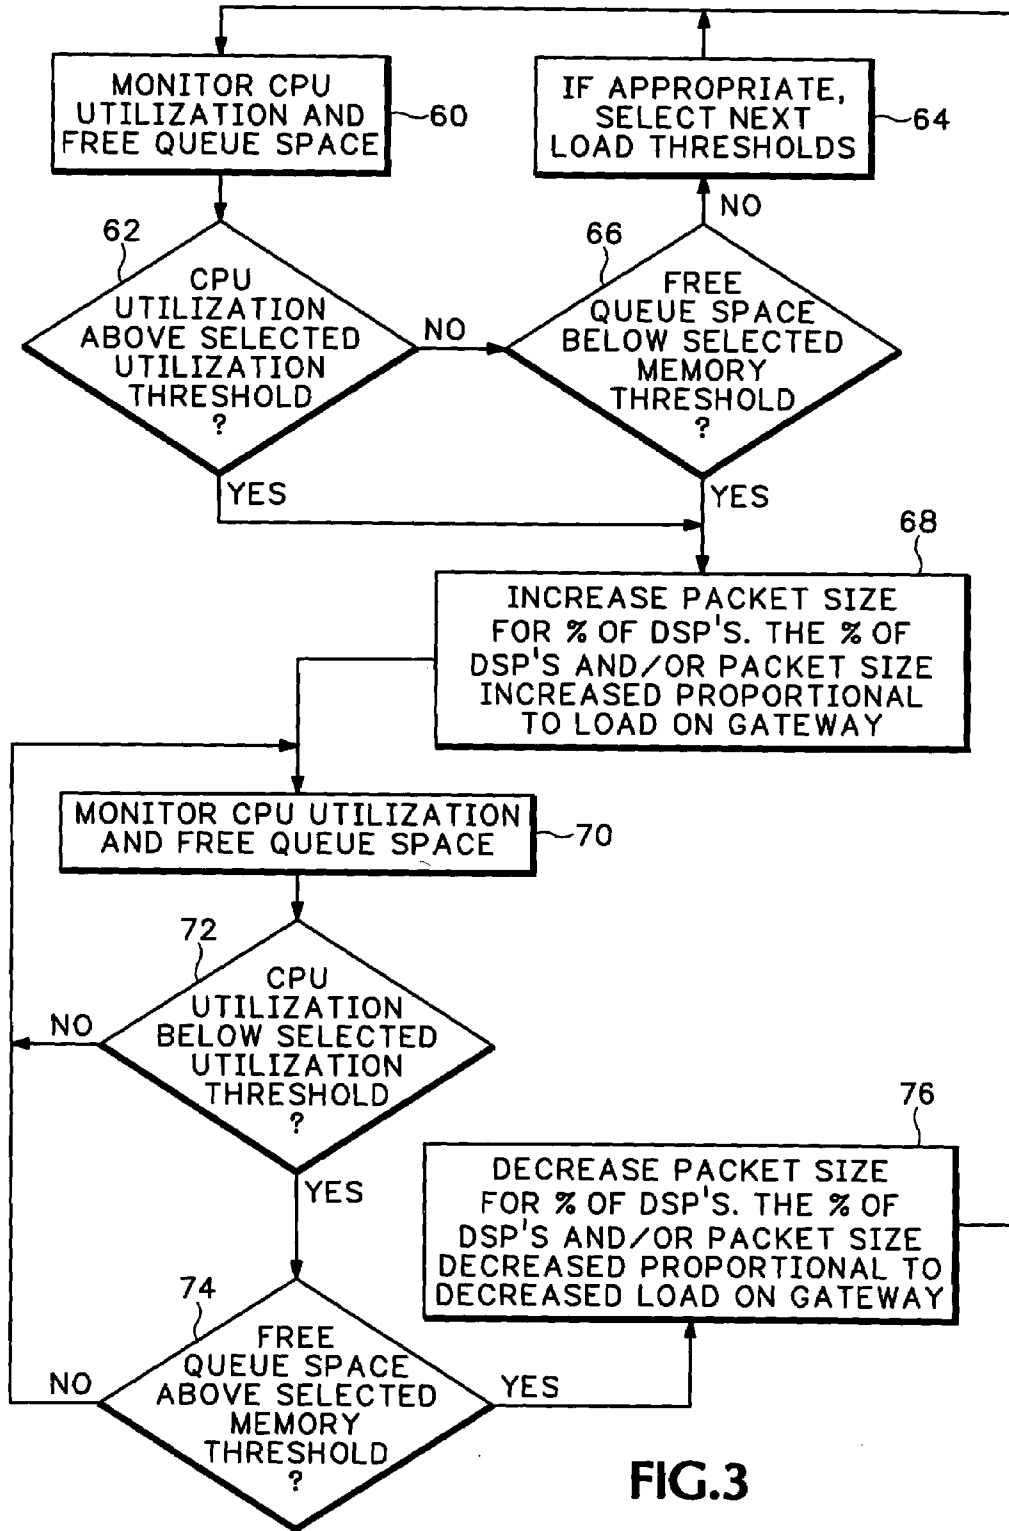 MONITOR CPU
UTILIZATION AND
FREE QUEUE SPACE
60
IF APPROPRIATE,
SELECT NEXT
LOAD THRESHOLDS
64
NO
62
CPU
UTILIZATION
ABOVE SELECTED
UTILIZATION
THRESHOLD
?
NO
YES
66
FREE
QUEUE SPACE
BELOW SELECTED
MEMORY
THRESHOLD
?
YES
68
INCREASE PACKET SIZE
FOR % OF DSP'S. THE % OF
DSP'S AND/OR PACKET SIZE
INCREASED PROPORTIONAL
TO LOAD ON GATEWAY
MONITOR CPU UTILIZATION
AND FREE QUEUE SPACE
70
72
CPU
UTILIZATION
BELOW SELECTED
UTILIZATION
THRESHOLD
?
NO
YES
76
DECREASE PACKET SIZE
FOR % OF DSP'S. THE % OF
DSP'S AND/OR PACKET SIZE
DECREASED PROPORTIONAL TO
DECREASED LOAD ON GATEWAY
74
FREE
QUEUE SPACE
ABOVE SELECTED
MEMORY
THRESHOLD
?
NO
YES
FIG.3